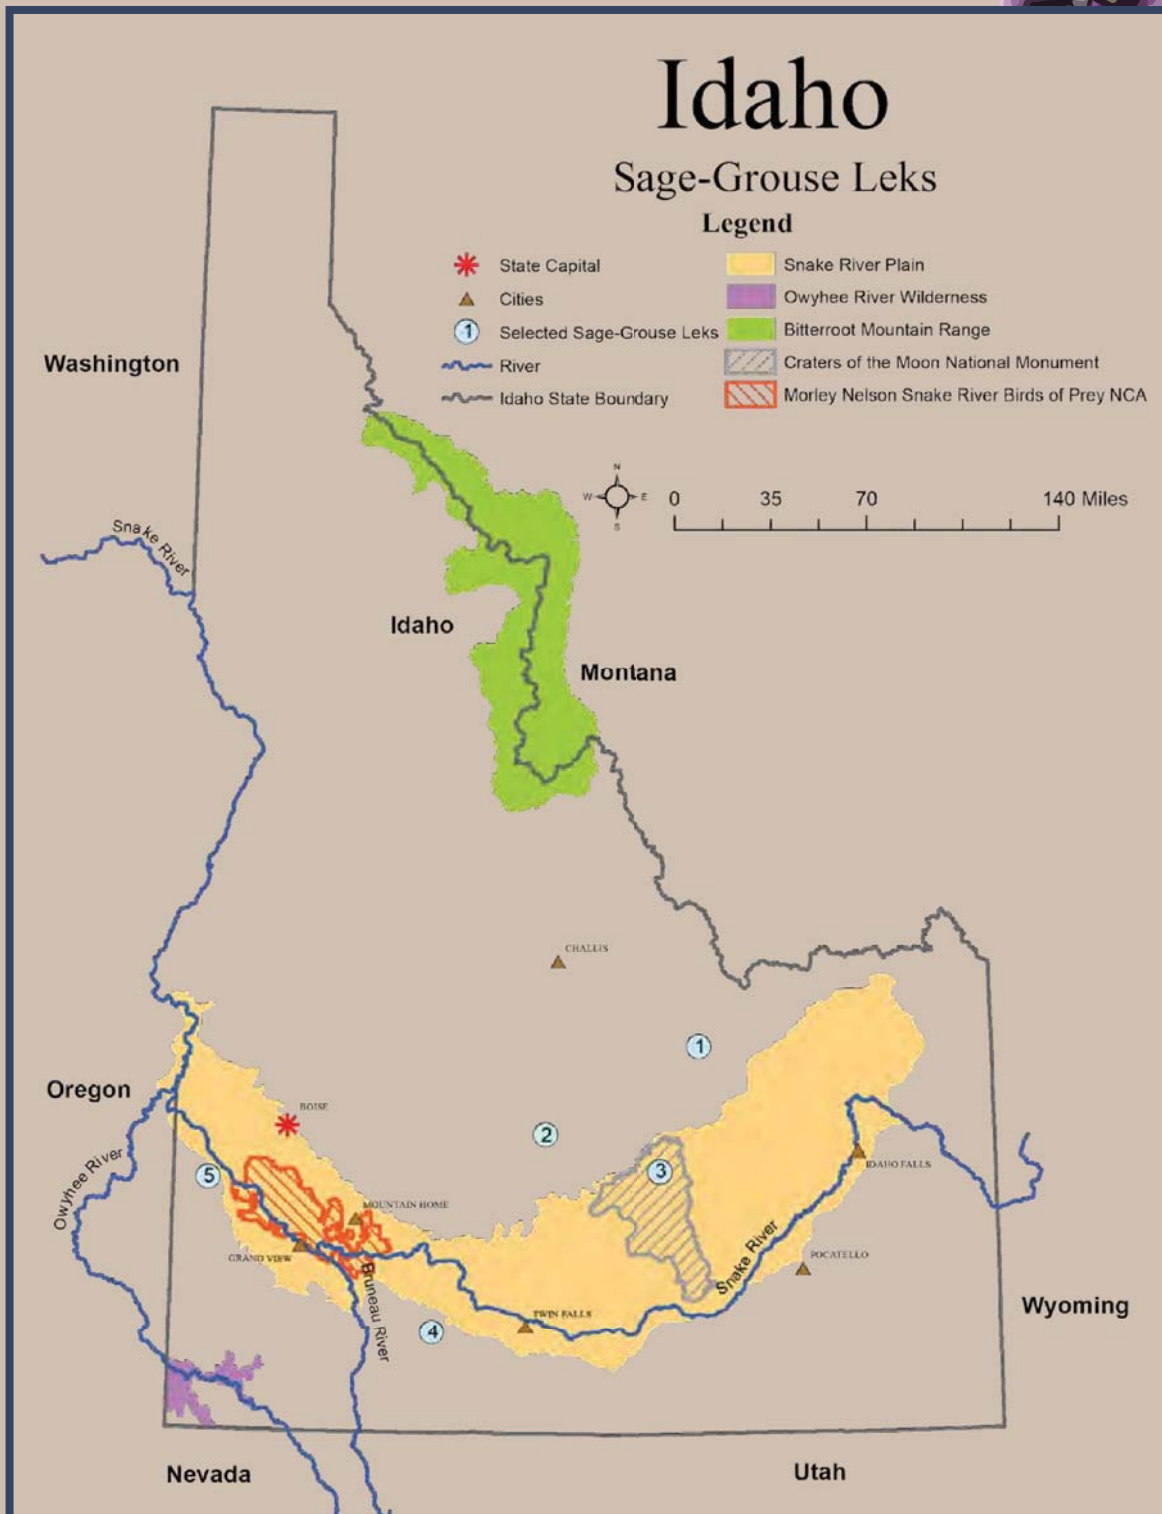 Idaho
Sage-Grouse Leks
Legend
State Capital
Cities
1 Selected Sage-Grouse Leks
River
Idaho State Boundary
Snake River Plain
Owyhee River Wilderness
Bitterroot Mountain Range
Craters of the Moon National Monument
Morley Nelson Snake River Birds of Prey NCA
Washington
N
W E
S
0 35 70 140 Miles
Snake River
Idaho
Montana
CHALLIS
1
Oregon
BOISE
2
Owyhee River
5
3
IDAHO FALLS
MOUNTAIN HOME
GRAND VIEW
POCATELLO
Snake River
Bruneau River
Wyoming
TWIN FALLS
4
Nevada
Utah